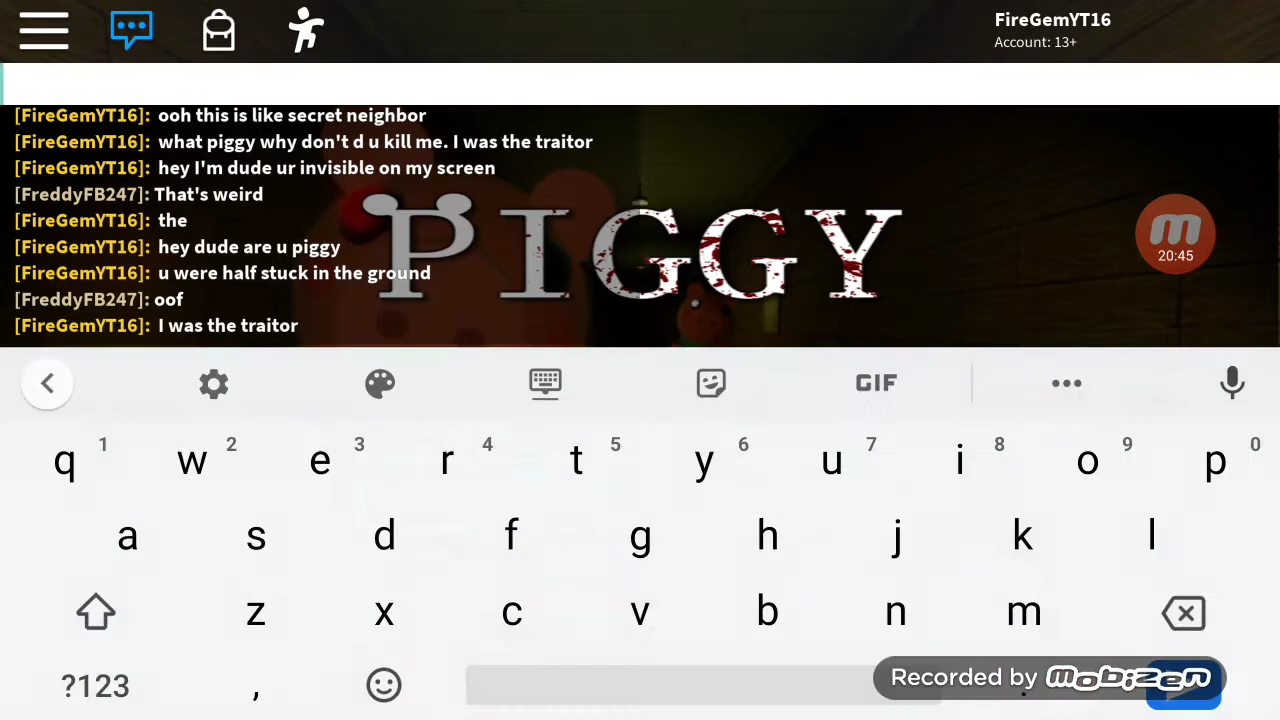 FireGemYT16
Account: 13+
[FireGemYT16]: ooh this is like secret neighbor
[FireGemYT16]: what piggy why don't d u kill me. I was the traitor
[FireGemYT16]: hey I'm dude ur invisible on my screen
[FreddyFB247]: That's weird
[FireGemYT16]: the
[FireGemYT16]: hey dude are u piggy
[FireGemYT16]: u were half stuck in the ground
[FreddyFB247]: oof
[FireGemYT16]: I was the traitor
PIGGY
m
20:45
GIF
q 1 w 2 e 3 r 4 t 5 y 6 u 7 i 8 o 9 p 0
a s d f g h j k l
z x c v b n m
?123 , .
Recorded by mobizen